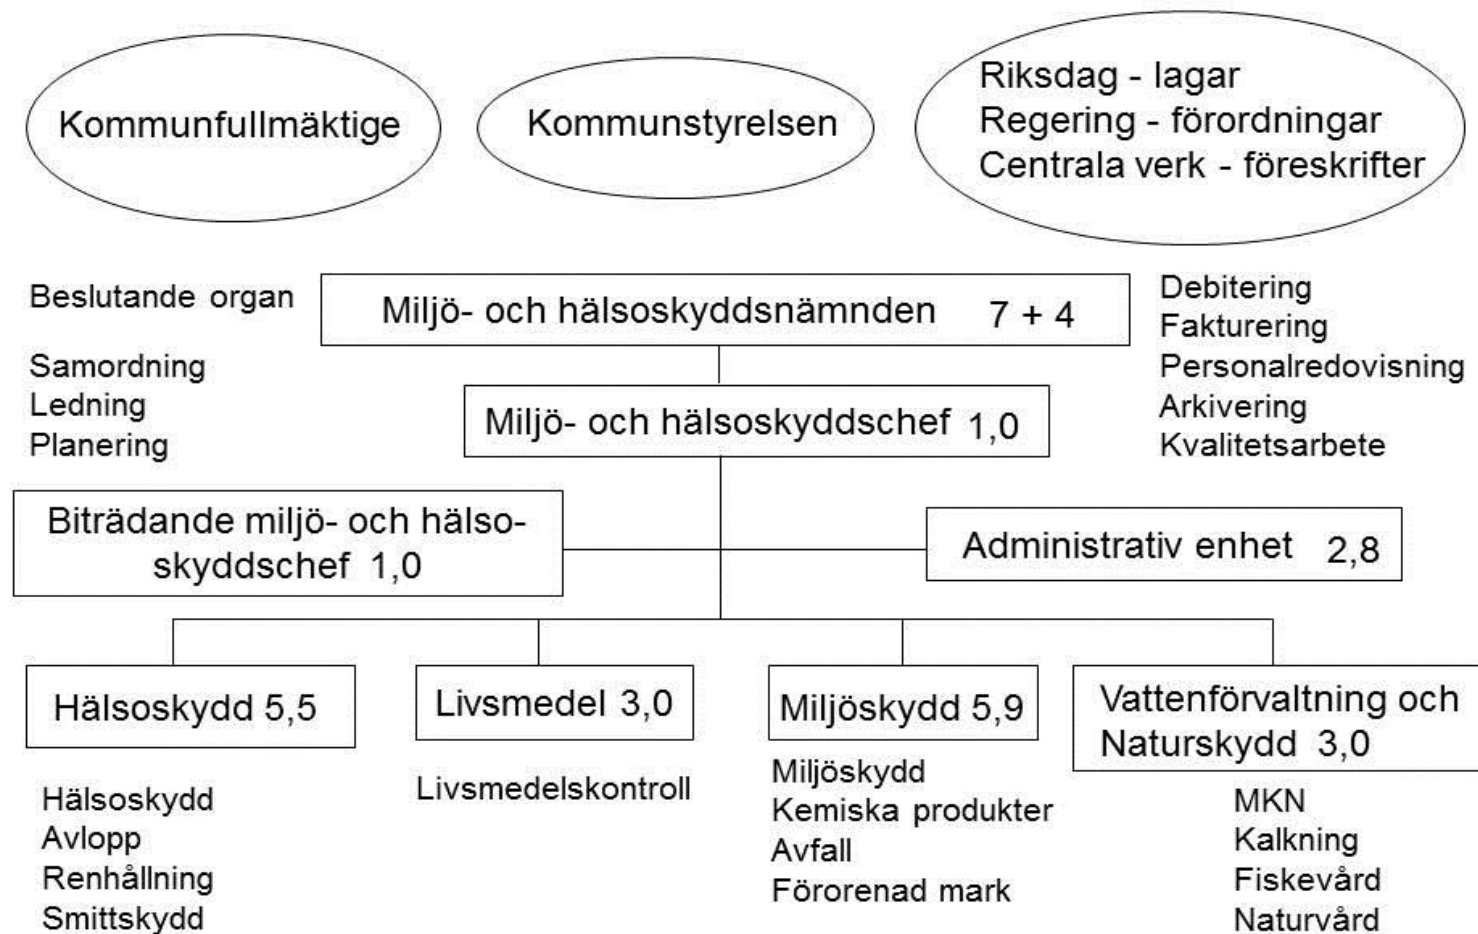 Kommunfullmäktige
Kommunstyrelsen
Riksdag - lagar
Regering - förordningar
Centrala verk - föreskrifter
Beslutande organ
Miljö- och hälsoskyddsnämnden 7 + 4
Debitering
Fakturering
Personalredovisning
Arkivering
Kvalitetsarbete
Samordning
Ledning
Planering
Miljö- och hälsoskyddschef 1,0
Biträdande miljö- och hälso-
skyddschef 1,0
Administrativ enhet 2,8
Hälsoskydd 5,5
Livsmedel 3,0
Miljöskydd 5,9
Vattenförvaltning och
Naturskydd 3,0
Hälsoskydd
Avlopp
Renhållning
Smittskydd
Livsmedelskontroll
Miljöskydd
Kemiska produkter
Avfall
Förorenad mark
MKN
Kalkning
Fiskevård
Naturvård